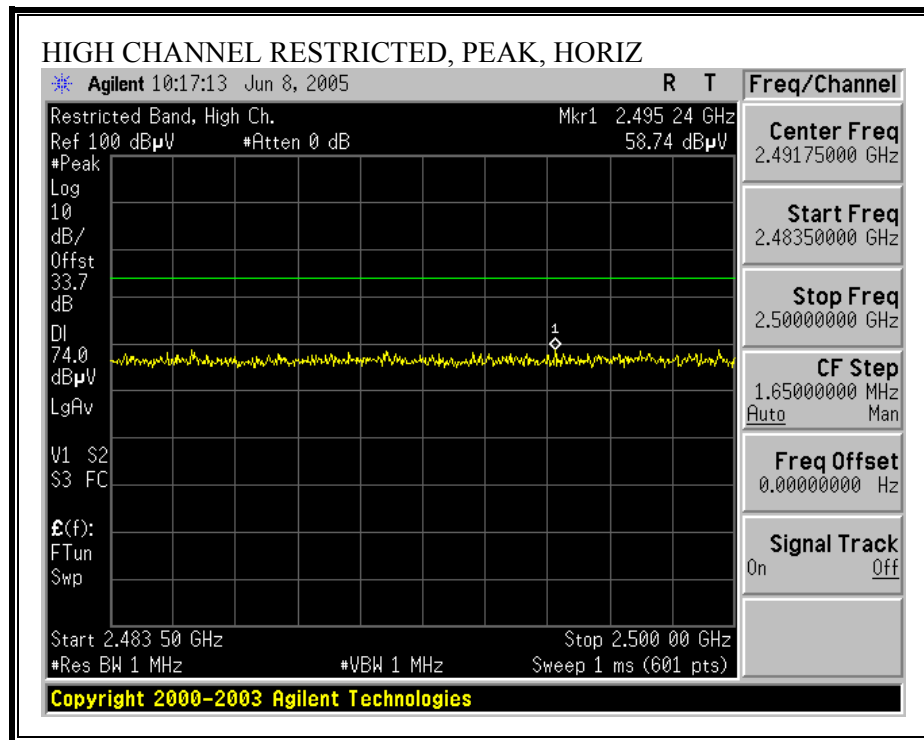 HIGH CHANNEL RESTRICTED, PEAK, HORIZ
Agilent 10:17:13 Jun 8, 2005 R T
Restricted Band, High Ch. Mkr1 2.495 24 GHz
Ref 100 dBµV #Atten 0 dB 58.74 dBµV
#Peak
Log
10
dB/
Offst
33.7
dB
DI
74.0
dBµV
LgAv
V1 S2
S3 FC
£(f):
FTun
Swp
1
Start 2.483 50 GHz Stop 2.500 00 GHz
#Res BW 1 MHz #VBW 1 MHz Sweep 1 ms (601 pts)
Copyright 2000-2003 Agilent Technologies
Freq/Channel
Center Freq
2.49175000 GHz
Start Freq
2.48350000 GHz
Stop Freq
2.50000000 GHz
CF Step
1.65000000 MHz
Auto Man
Freq Offset
0.00000000 Hz
Signal Track
On Off